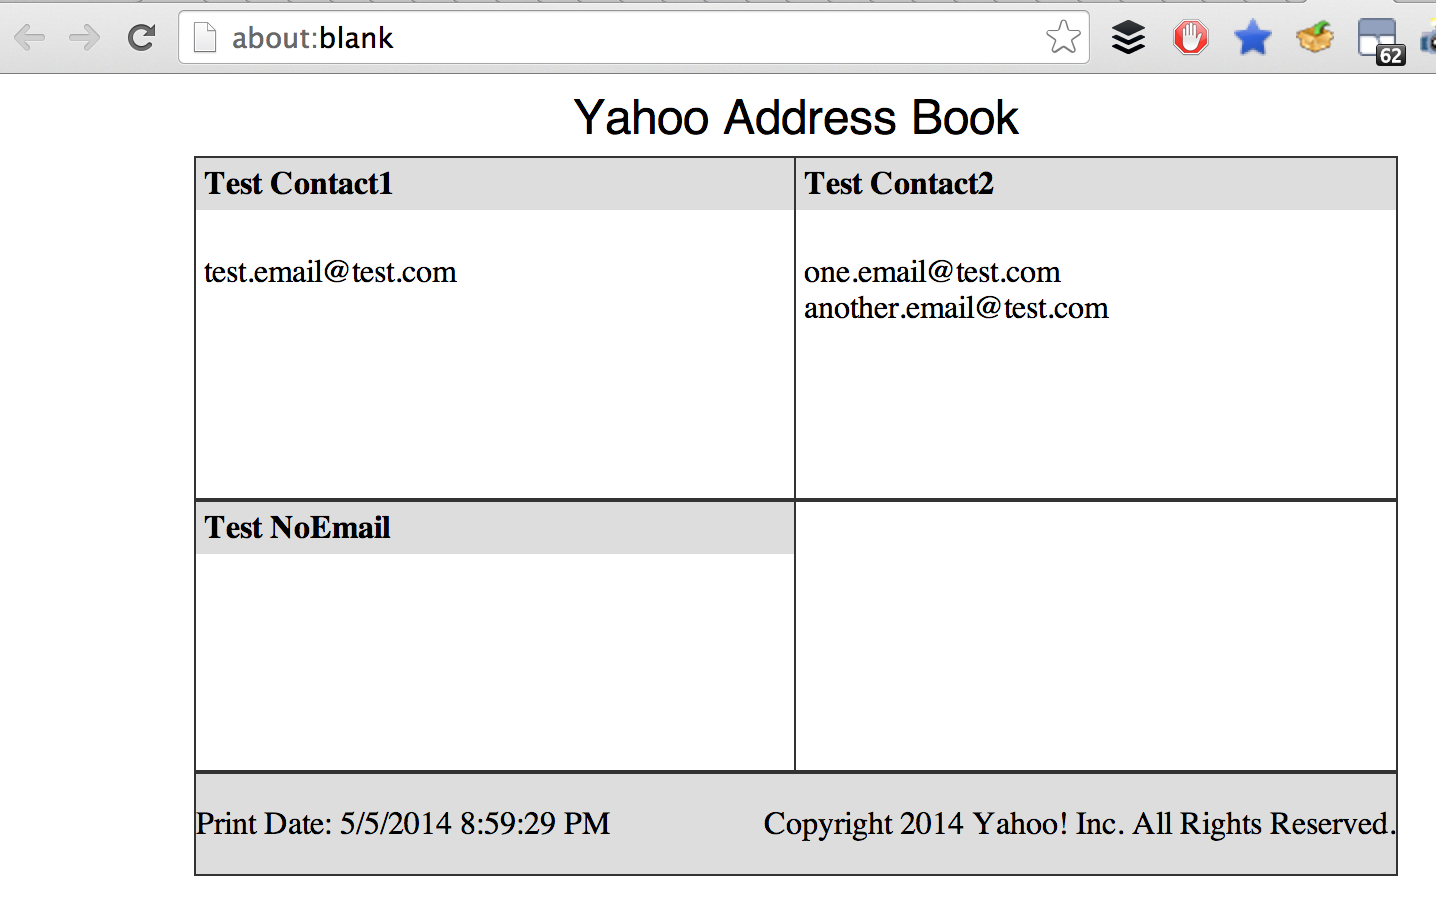 about:blank
62
Yahoo Address Book
Test Contact1
test.email@test.com
Test Contact2
one.email@test.com
another.email@test.com
Test NoEmail
Print Date: 5/5/2014 8:59:29 PM
Copyright 2014 Yahoo! Inc. All Rights Reserved.